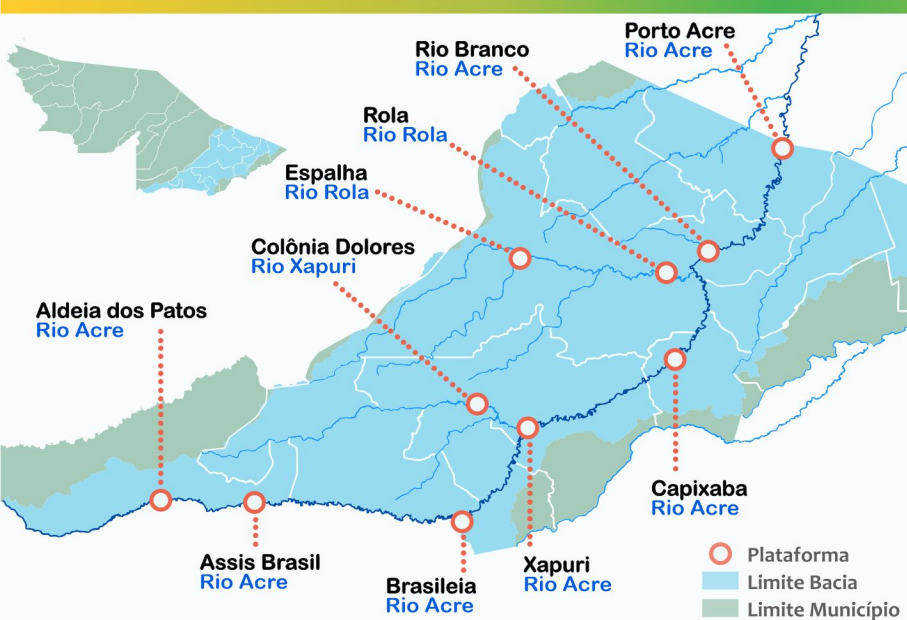 Porto Acre
Rio Acre
Rio Branco
Rio Acre
Rola
Rio Rola
Espalha
Rio Rola
Colônia Dolores
Rio Xapuri
Aldeia dos Patos
Rio Acre
Capixaba
Rio Acre
Assis Brasil
Rio Acre
Brasileia
Rio Acre
Xapuri
Rio Acre
Plataforma
Limite Bacia
Limite Município